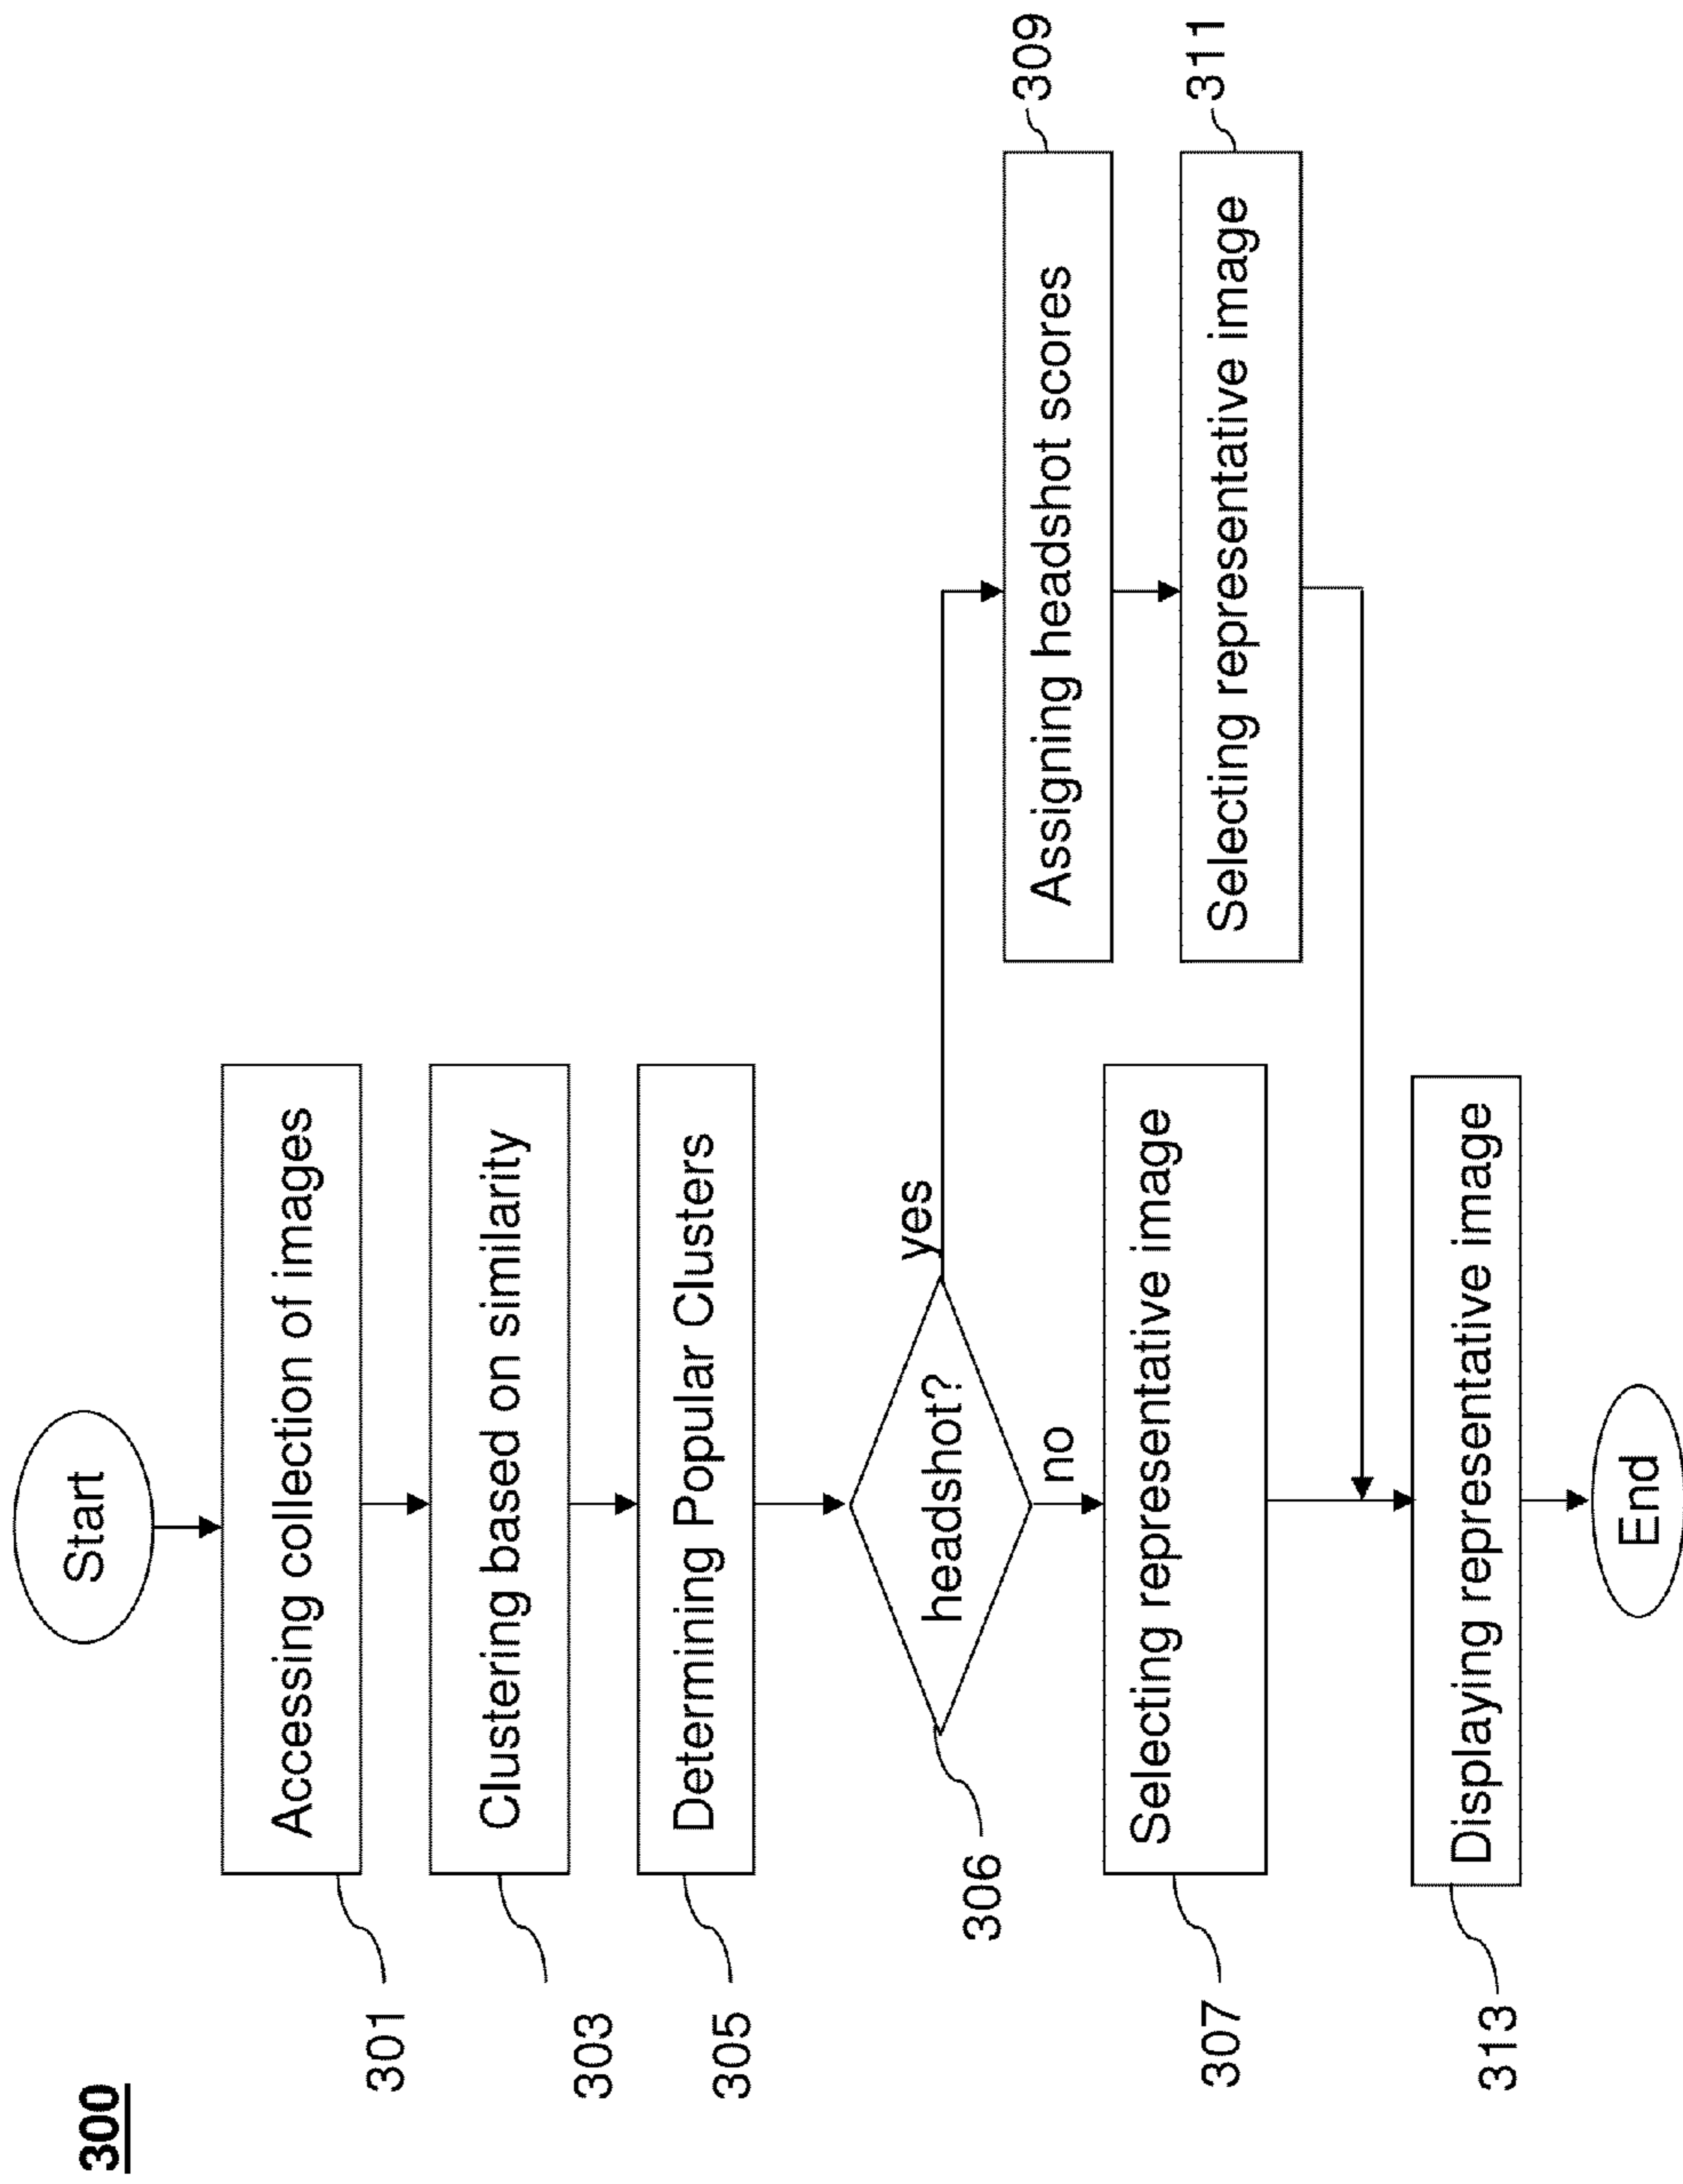 300
Start
Accessing collection of images
301
Clustering based on similarity
303
Determining Popular Clusters
305
headshot?
306
yes
no
Assigning headshot scores
309
Selecting representative image
311
Selecting representative image
307
Displaying representative image
313
End